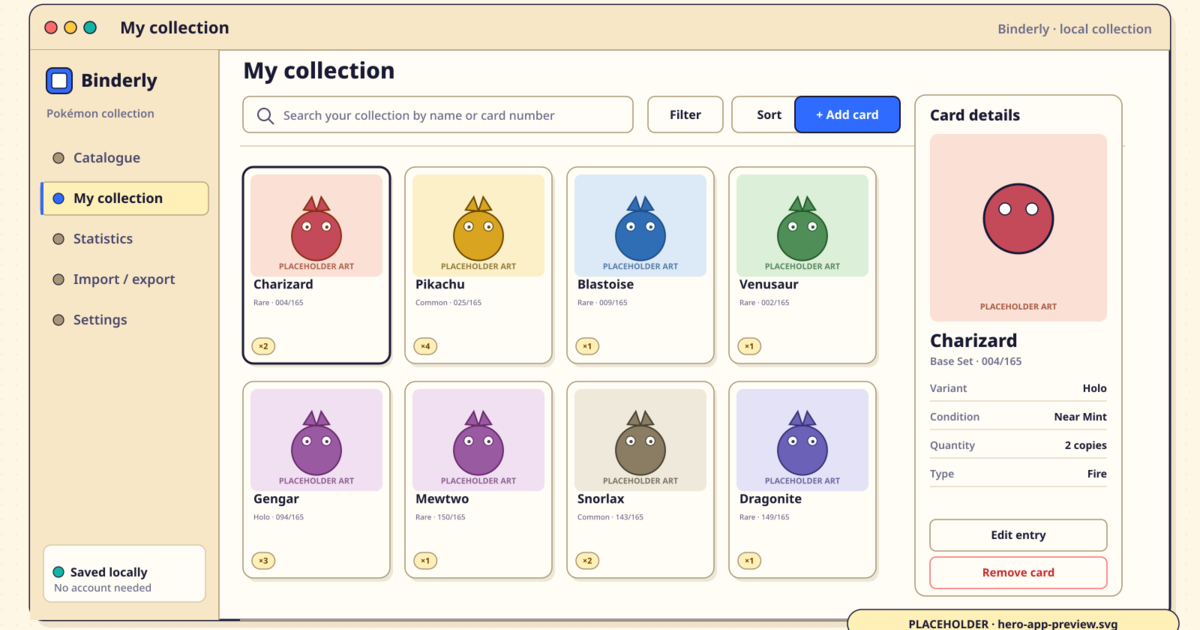 My collection
Binderly · local collection
Binderly
Pokémon collection
Catalogue
My collection
Statistics
Import / export
Settings
Saved locally
No account needed
My collection
Search your collection by name or card number
Filter
Sort
+ Add card
PLACEHOLDER ART
Charizard
Rare · 004/165
×2
PLACEHOLDER ART
Pikachu
Common · 025/165
×4
PLACEHOLDER ART
Blastoise
Rare · 009/165
×1
PLACEHOLDER ART
Venusaur
Rare · 002/165
×1
PLACEHOLDER ART
Gengar
Holo · 094/165
×3
PLACEHOLDER ART
Mewtwo
Rare · 150/165
×1
PLACEHOLDER ART
Snorlax
Common · 143/165
×2
PLACEHOLDER ART
Dragonite
Rare · 149/165
×1
Card details
PLACEHOLDER ART
Charizard
Base Set · 004/165
Variant Holo
Condition Near Mint
Quantity 2 copies
Type Fire
Edit entry
Remove card
PLACEHOLDER · hero-app-preview.svg